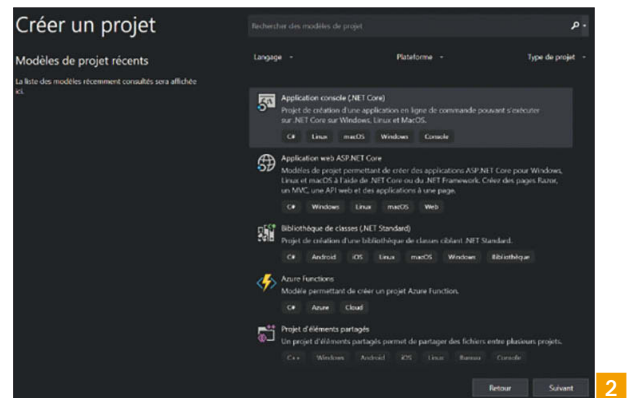 Créer un projet
Rechercher des modèles de projet
Modèles de projet récents
Langage
Plateforme
Type de projet
La liste des modèles récemment consultés sera affichée
ici.
Application console (.NET Core)
Projet de création d'une application en ligne de commande pouvant s'exécuter
sur .NET Core sur Windows, Linux et MacOS.
C# Linux macOS Windows Console
Application web ASP.NET Core
Modèles de projet permettant de créer des applications ASP.NET Core pour Windows,
Linux et macOS à l'aide de .NET Core ou du .NET Framework. Créez des pages Razor,
un MVC, une API web et des applications à une page.
C# Windows Linux macOS Web
Bibliothèque de classes (.NET Standard)
Projet de création d'une bibliothèque de classes ciblant .NET Standard.
C# Android iOS Linux macOS Windows Bibliothèque
Azure Functions
Modèle permettant de créer un projet Azure Function.
C# Azure Cloud
Projet d'éléments partagés
Un projet d'éléments partagés permet de partager des fichiers entre plusieurs projets.
C++ Windows Android iOS Linux Bureau Console
Retour
Suivant
2